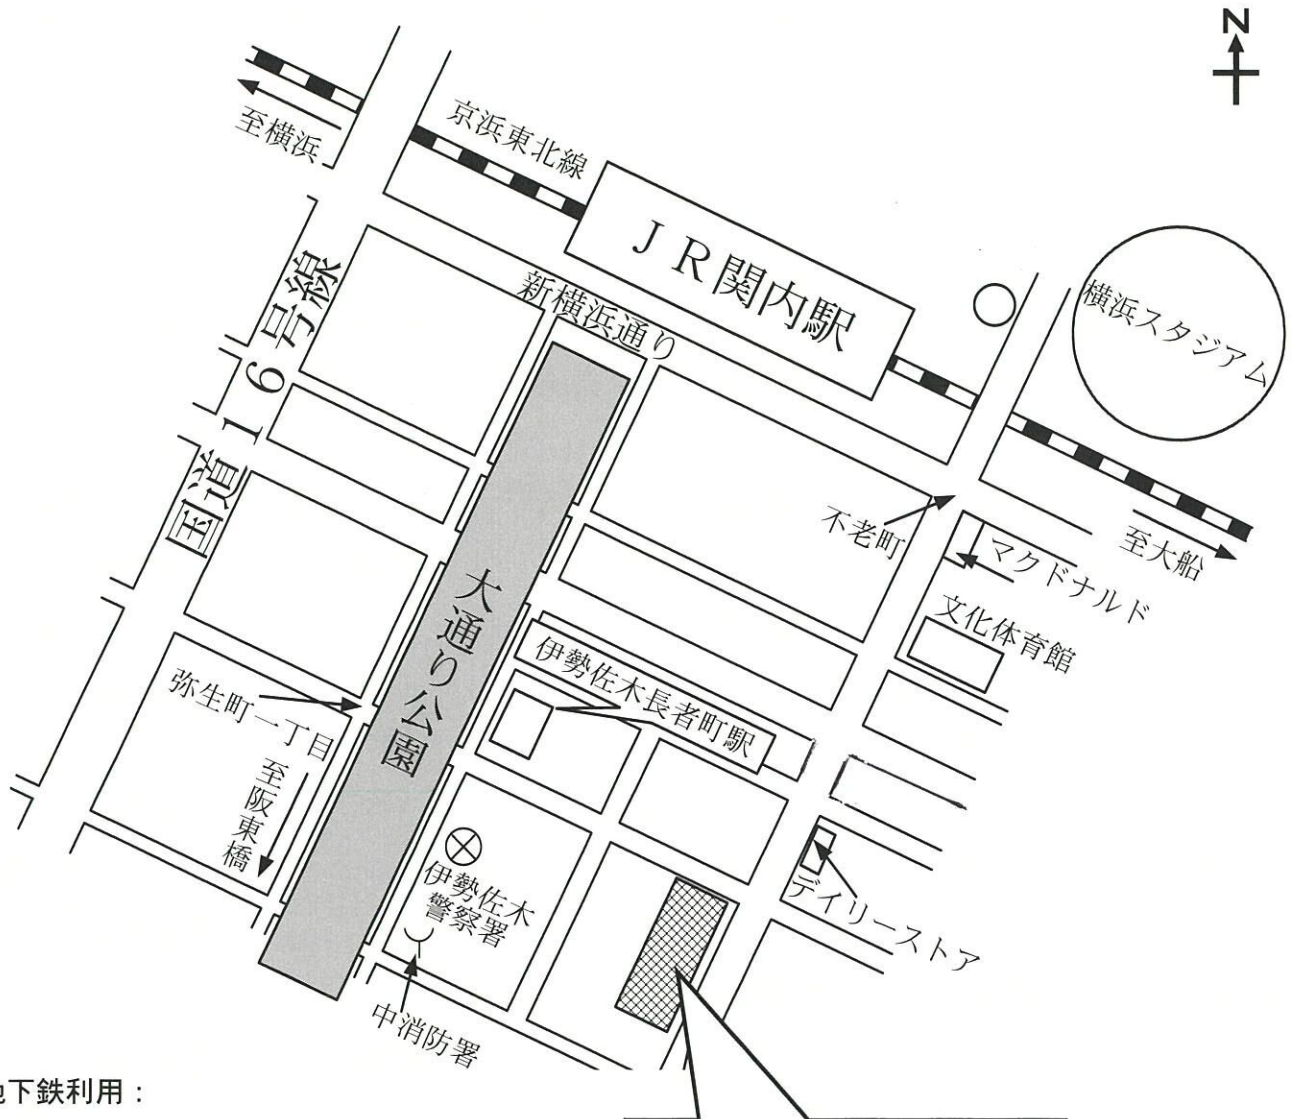 N
京浜東北線
至横浜
JR関内駅
横浜スタジアム
新横浜通り
国道16号線
不老町
至大船
マクドナルド
文化体育館
大通り公園
伊勢佐木長者町駅
弥生町一丁目
至阪東橋
伊勢佐木
警察署
デイリーストア
中消防署
地下鉄利用：